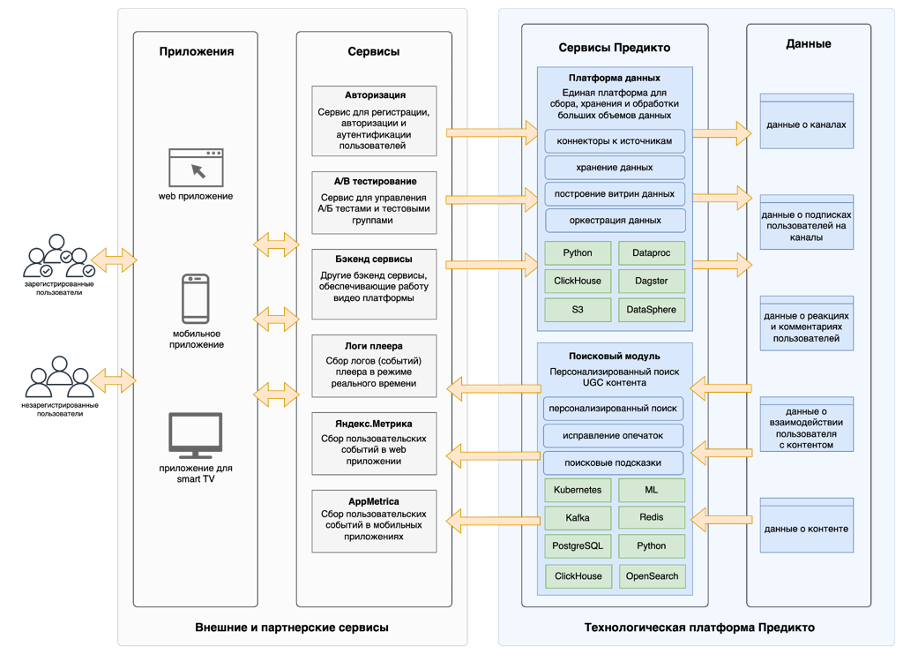 зарегистрированные
пользователи
незарегистрированные
пользователи
Приложения
web приложение
мобильное
приложение
приложение для
smart TV
Сервисы
Авторизация
Сервис для регистрации,
авторизации и
аутентификации
пользователей
A/B тестирование
Сервис для управления
А/Б тестами и тестовыми
группами
Бэкенд сервисы
Другие бэкенд сервисы,
обеспечивающие работу
видео платформы
Логи плеера
Сбор логов (событий)
плеера в режиме
реального времени
Яндекс.Метрика
Сбор пользовательских
событий в web
приложении
AppMetrica
Сбор пользовательских
событий в мобильных
приложениях
Внешние и партнерские сервисы
Сервисы Предикто
Платформа данных
Единая платформа для
сбора, хранения и обработки
больших объемов данных
коннекторы к источникам
хранение данных
построение витрин данных
оркестрация данных
Python
Dataproc
ClickHouse
Dagster
S3
DataSphere
Поисковый модуль
Персонализированный поиск
UGC контента
персонализированный поиск
исправление опечаток
поисковые подсказки
Kubernetes
ML
Kafka
Redis
PostgreSQL
Python
ClickHouse
OpenSearch
Данные
данные о каналах
данные о подписках
пользователей на
каналы
данные о реакциях
и комментариях
пользователей
данные о
взаимодействии
пользователя
с контентом
данные о контенте
Технологическая платформа Предикто